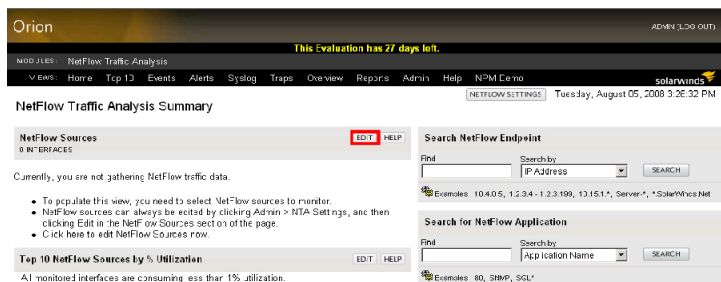 Orion
ADMIN (LOG OUT)
This Evaluation has 27 days left.
MODULES: NetFlow Traffic Analysis
VIEWS: Home Top 10 Events Alerts Syslog Traps Overview Reports Admin Help NPM Demo
solarwinds
NETFLOW SETTINGS Tuesday, August 05, 2008 3:26:32 PM
NetFlow Traffic Analysis Summary
NetFlow Sources
EDIT HELP
0 INTERFACES
Currently, you are not gathering NetFlow traffic data.
• To populate this view, you need to select NetFlow sources to monitor.
• NetFlow sources can always be edited by clicking Admin > NTA Settings, and then
clicking Edit in the NetFlow Sources section of the page.
• Click here to edit NetFlow Sources now.
Top 10 NetFlow Sources by % Utilization
EDIT HELP
All monitored interfaces are consuming less than 1% utilization.
Search NetFlow Endpoint
Find Search by
IP Address SEARCH
Examples 10.4.0.5, 1.2.3.4 - 1.2.3.199, 10.15.1.*, Server-*, *.SolarWinds.Net
Search for NetFlow Application
Find Search by
Application Name SEARCH
Examples 80, SNMP, SQL*